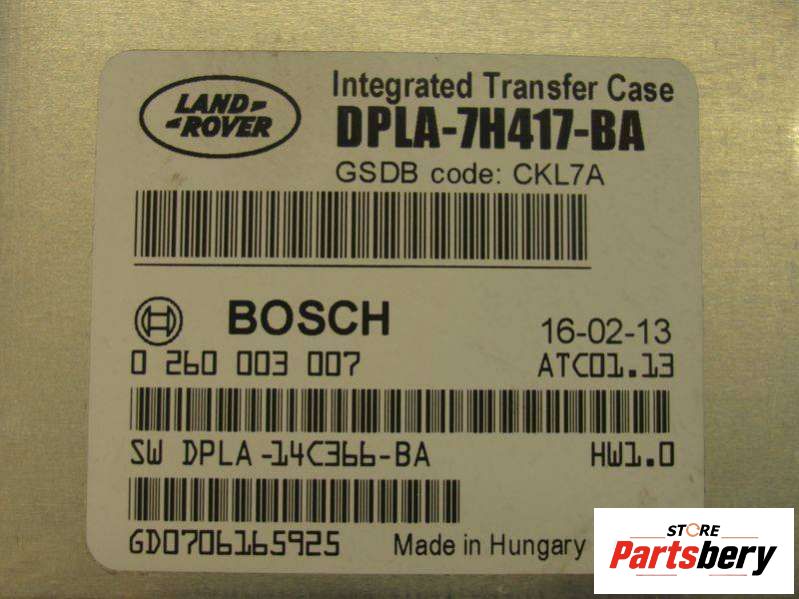 LAND-
-ROVER
Integrated Transfer Case
DPLA-7H417-BA
GSDB code: CKL7A
BOSCH
16-02-13
0 260 003 007
ATC01.13
SW DPLA-14C366-BA
HW1.0
GD0706165925
Made in Hungary
STORE
Partsbery